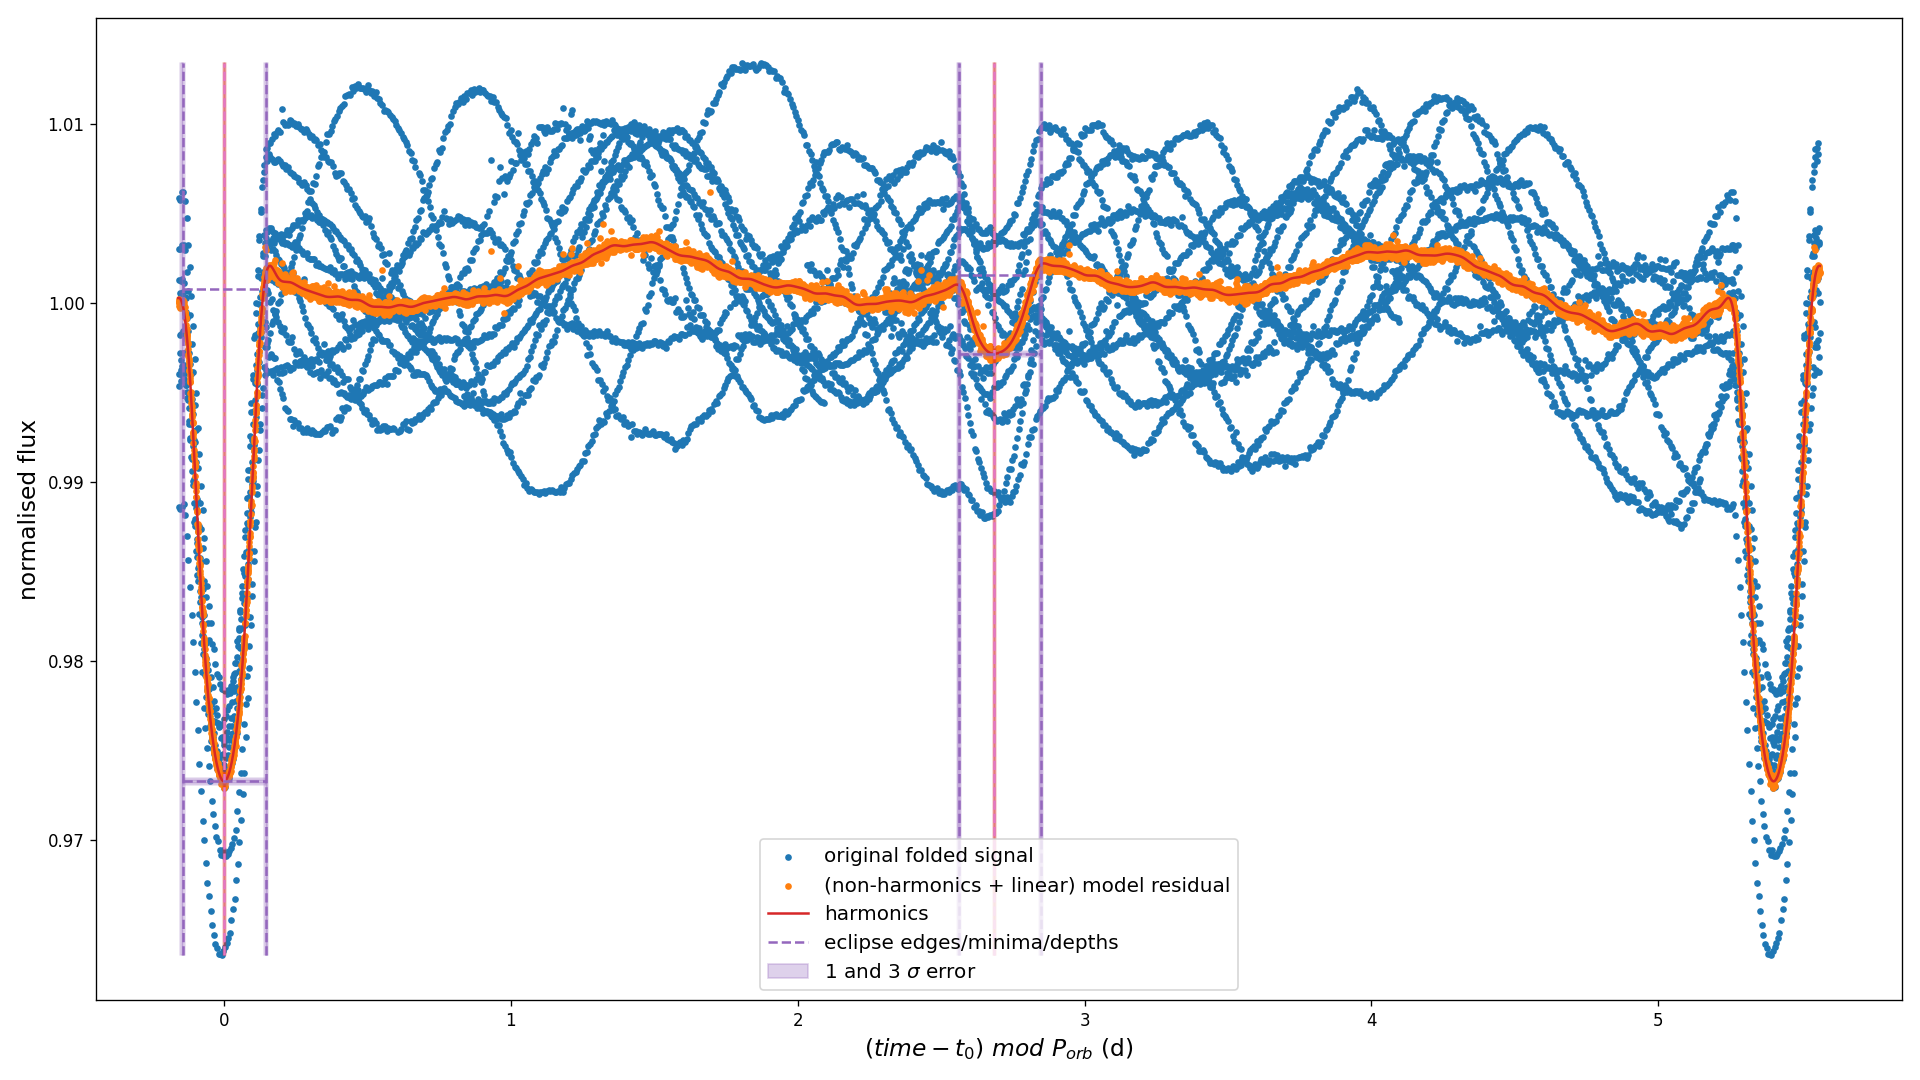 normalised flux
1.01
1.00
0.99
0.98
0.97
original folded signal
(non-harmonics + linear) model residual
harmonics
eclipse edges/minima/depths
1 and 3 σ error
0 1 2 3 4 5
(time − t₀) mod Pₒᵣb (d)